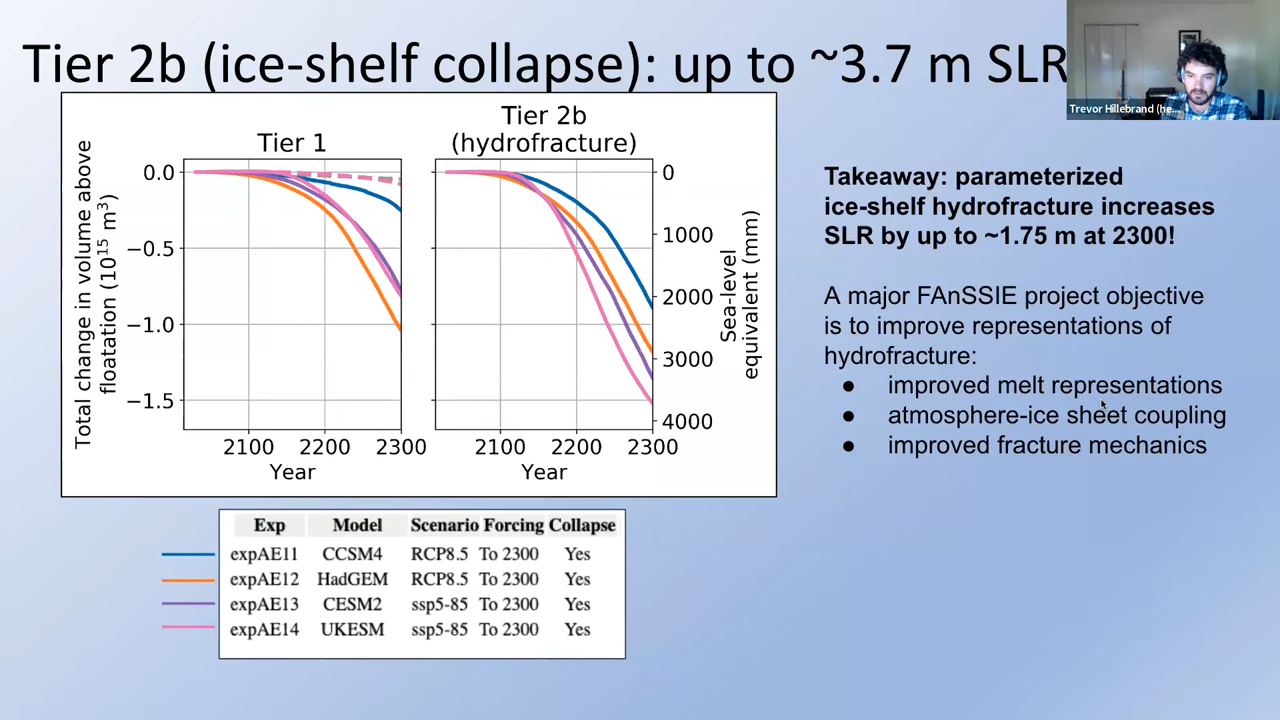 Tier 2b (ice-shelf collapse): up to ~3.7 m SLR
Trevor Hillebrand (he...
Tier 1
Tier 2b
(hydrofracture)
Total change in volume above
floatation (10¹⁵ m³)
0.0
−0.5
−1.0
−1.5
2100 2200 2300
Year
2100 2200 2300
Year
0
1000
2000
3000
4000
Sea-level
equivalent (mm)
Takeaway: parameterized
ice-shelf hydrofracture increases
SLR by up to ~1.75 m at 2300!
A major FAnSSIE project objective
is to improve representations of
hydrofracture:
● improved melt representations
● atmosphere-ice sheet coupling
● improved fracture mechanics
Exp Model Scenario Forcing Collapse
expAE11 CCSM4 RCP8.5 To 2300 Yes
expAE12 HadGEM RCP8.5 To 2300 Yes
expAE13 CESM2 ssp5-85 To 2300 Yes
expAE14 UKESM ssp5-85 To 2300 Yes